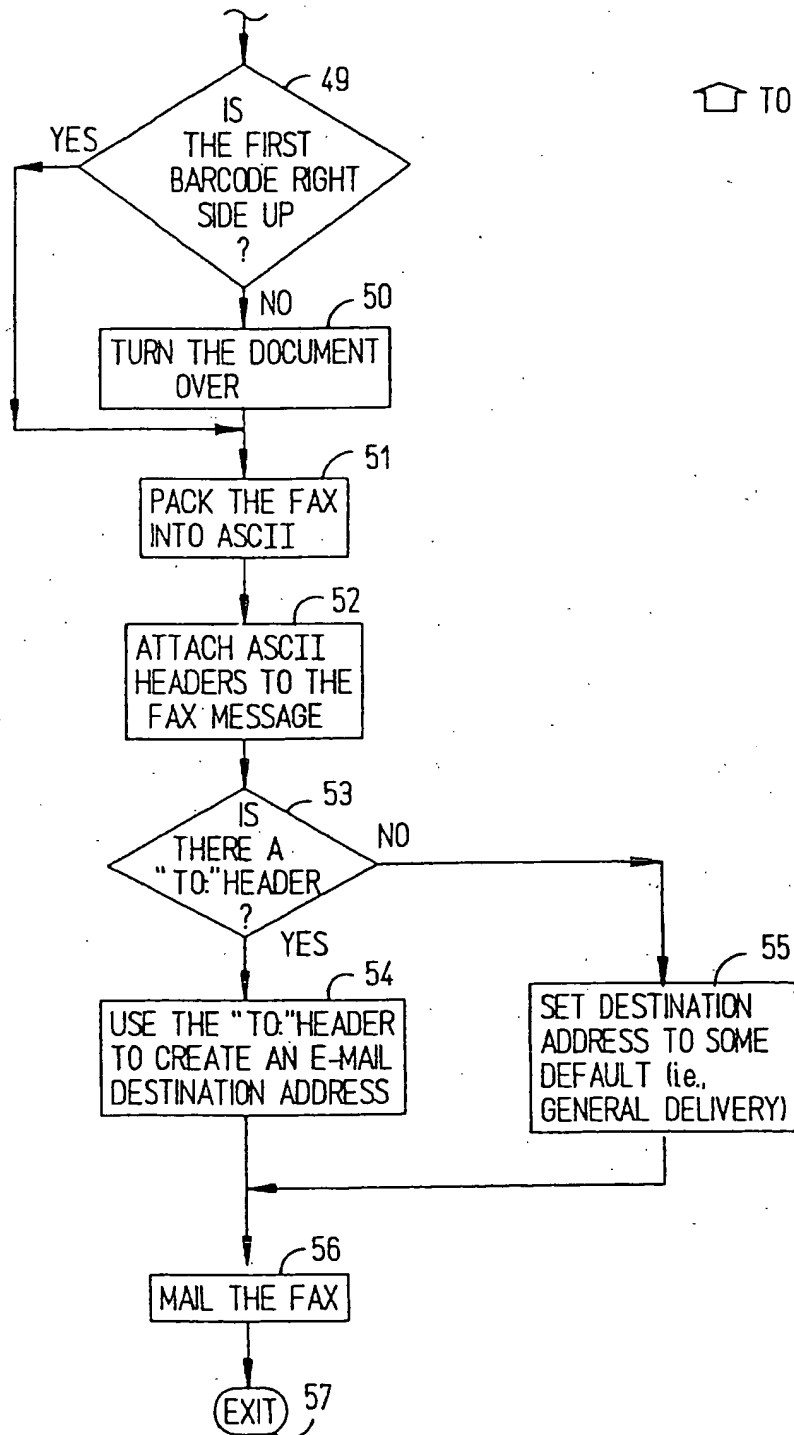 49
IS
THE FIRST
BARCODE RIGHT
SIDE UP
?
YES
TO
NO
50
TURN THE DOCUMENT
OVER
51
PACK THE FAX
INTO ASCII
52
ATTACH ASCII
HEADERS TO THE
FAX MESSAGE
53
IS
THERE A
"TO:"HEADER
?
NO
YES
54
USE THE "TO:"HEADER
TO CREATE AN E-MAIL
DESTINATION ADDRESS
55
SET DESTINATION
ADDRESS TO SOME
DEFAULT (i.e.,
GENERAL DELIVERY)
56
MAIL THE FAX
EXIT
57